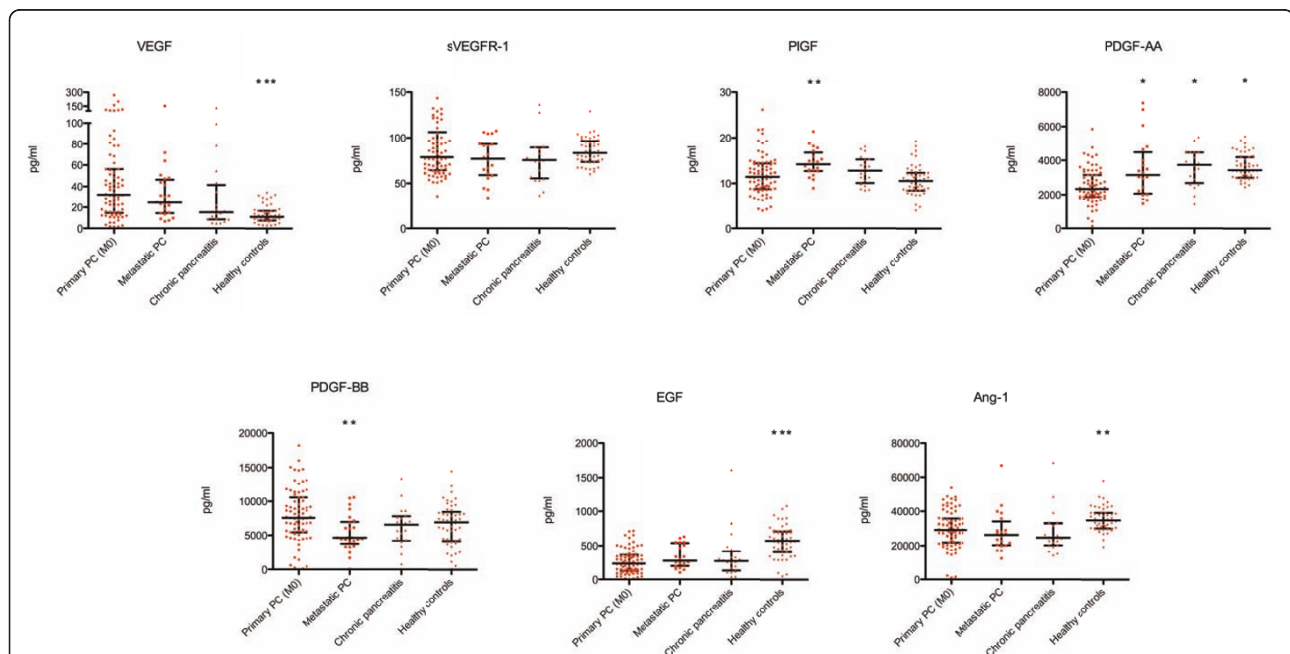 VEGF
***
300
150
100
80
60
40
20
0
pg/ml
Primary PC (M0)
Metastatic PC
Chronic pancreatitis
Healthy controls
sVEGFR-1
150
100
50
0
pg/ml
Primary PC (M0)
Metastatic PC
Chronic pancreatitis
Healthy controls
PlGF
**
30
20
10
0
pg/ml
Primary PC (M0)
Metastatic PC
Chronic pancreatitis
Healthy controls
PDGF-AA
* * *
8000
6000
4000
2000
0
pg/ml
Primary PC (M0)
Metastatic PC
Chronic pancreatitis
Healthy controls
PDGF-BB
**
20000
15000
10000
5000
0
pg/ml
Primary PC (M0)
Metastatic PC
Chronic pancreatitis
Healthy controls
EGF
***
2000
1500
1000
500
0
pg/ml
Primary PC (M0)
Metastatic PC
Chronic pancreatitis
Healthy controls
Ang-1
**
80000
60000
40000
20000
0
pg/ml
Primary PC (M0)
Metastatic PC
Chronic pancreatitis
Healthy controls